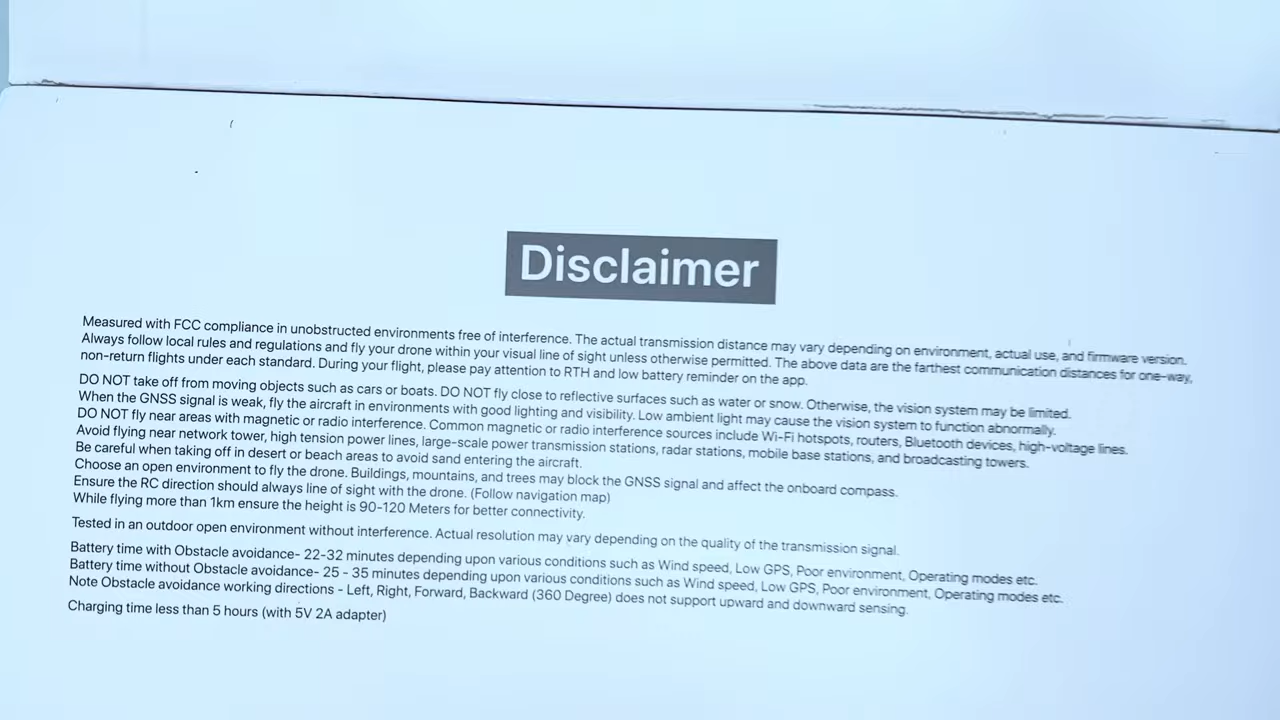 Disclaimer
Measured with FCC compliance in unobstructed environments free of interference. The actual transmission distance may vary depending on environment, actual use, and firmware version.
Always follow local rules and regulations and fly your drone within your visual line of sight unless otherwise permitted. The above data are the farthest communication distances for one-way,
non-return flights under each standard. During your flight, please pay attention to RTH and low battery reminder on the app.
DO NOT take off from moving objects such as cars or boats. DO NOT fly close to reflective surfaces such as water or snow. Otherwise, the vision system may be limited.
When the GNSS signal is weak, fly the aircraft in environments with good lighting and visibility. Low ambient light may cause the vision system to function abnormally.
DO NOT fly near areas with magnetic or radio interference. Common magnetic or radio interference sources include Wi-Fi hotspots, routers, Bluetooth devices, high-voltage lines.
Avoid flying near network tower, high tension power lines, large-scale power transmission stations, radar stations, mobile base stations, and broadcasting towers.
Be careful when taking off in desert or beach areas to avoid sand entering the aircraft.
Choose an open environment to fly the drone. Buildings, mountains, and trees may block the GNSS signal and affect the onboard compass.
Ensure the RC direction should always line of sight with the drone. (Follow navigation map)
While flying more than 1km ensure the height is 90-120 Meters for better connectivity.
Tested in an outdoor open environment without interference. Actual resolution may vary depending on the quality of the transmission signal.
Battery time with Obstacle avoidance- 22-32 minutes depending upon various conditions such as Wind speed, Low GPS, Poor environment, Operating modes etc.
Battery time without Obstacle avoidance- 25 - 35 minutes depending upon various conditions such as Wind speed, Low GPS, Poor environment, Operating modes etc.
Note Obstacle avoidance working directions - Left, Right, Forward, Backward (360 Degree) does not support upward and downward sensing.
Charging time less than 5 hours (with 5V 2A adapter)